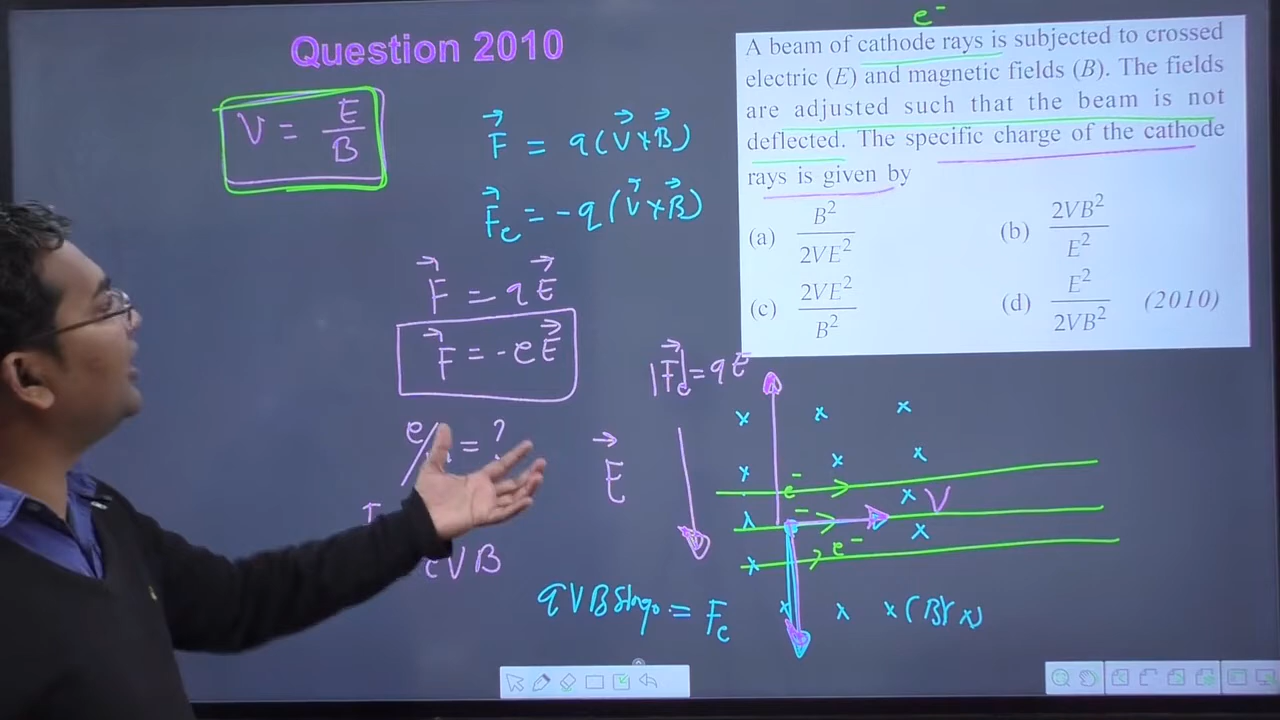 Question 2010
V = E/B
F⃗ = q(V⃗×B⃗)
F⃗e = -q(V⃗×B⃗)
F⃗ = qE⃗
F⃗ = -eE⃗
= ?
eVB
E⃗
|F⃗e| = qE
e⁻
A beam of cathode rays is subjected to crossed
electric (E) and magnetic fields (B). The fields
are adjusted such that the beam is not
deflected. The specific charge of the cathode
rays is given by
(a) B²/2VE² (b) 2VB²/E²
(c) 2VE²/B² (d) E²/2VB² (2010)
x x x
x x x
e⁻ x V
x
e⁻
x
x x x (B)(x)
qVB sin90 = Fe